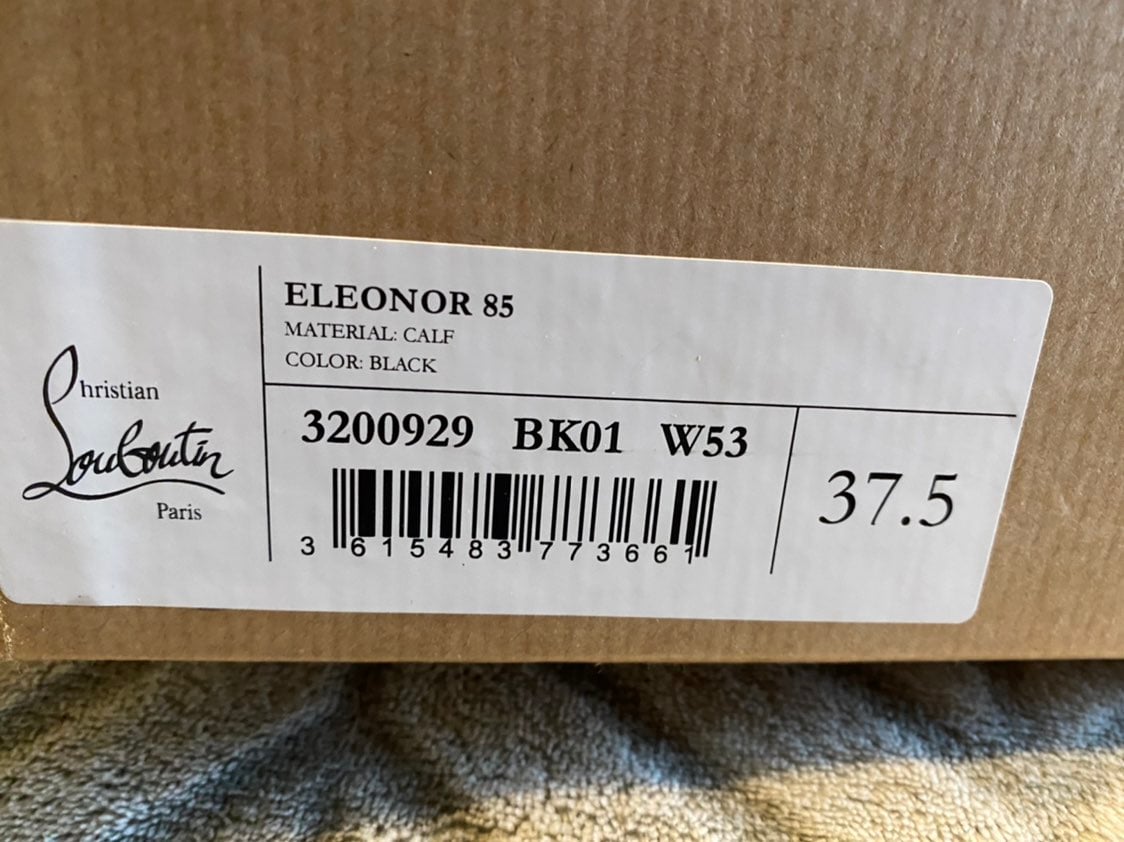 Christian
Louboutin
Paris
ELEONOR 85
MATERIAL: CALF
COLOR: BLACK
3200929 BK01 W53
3 615483 773661
37.5